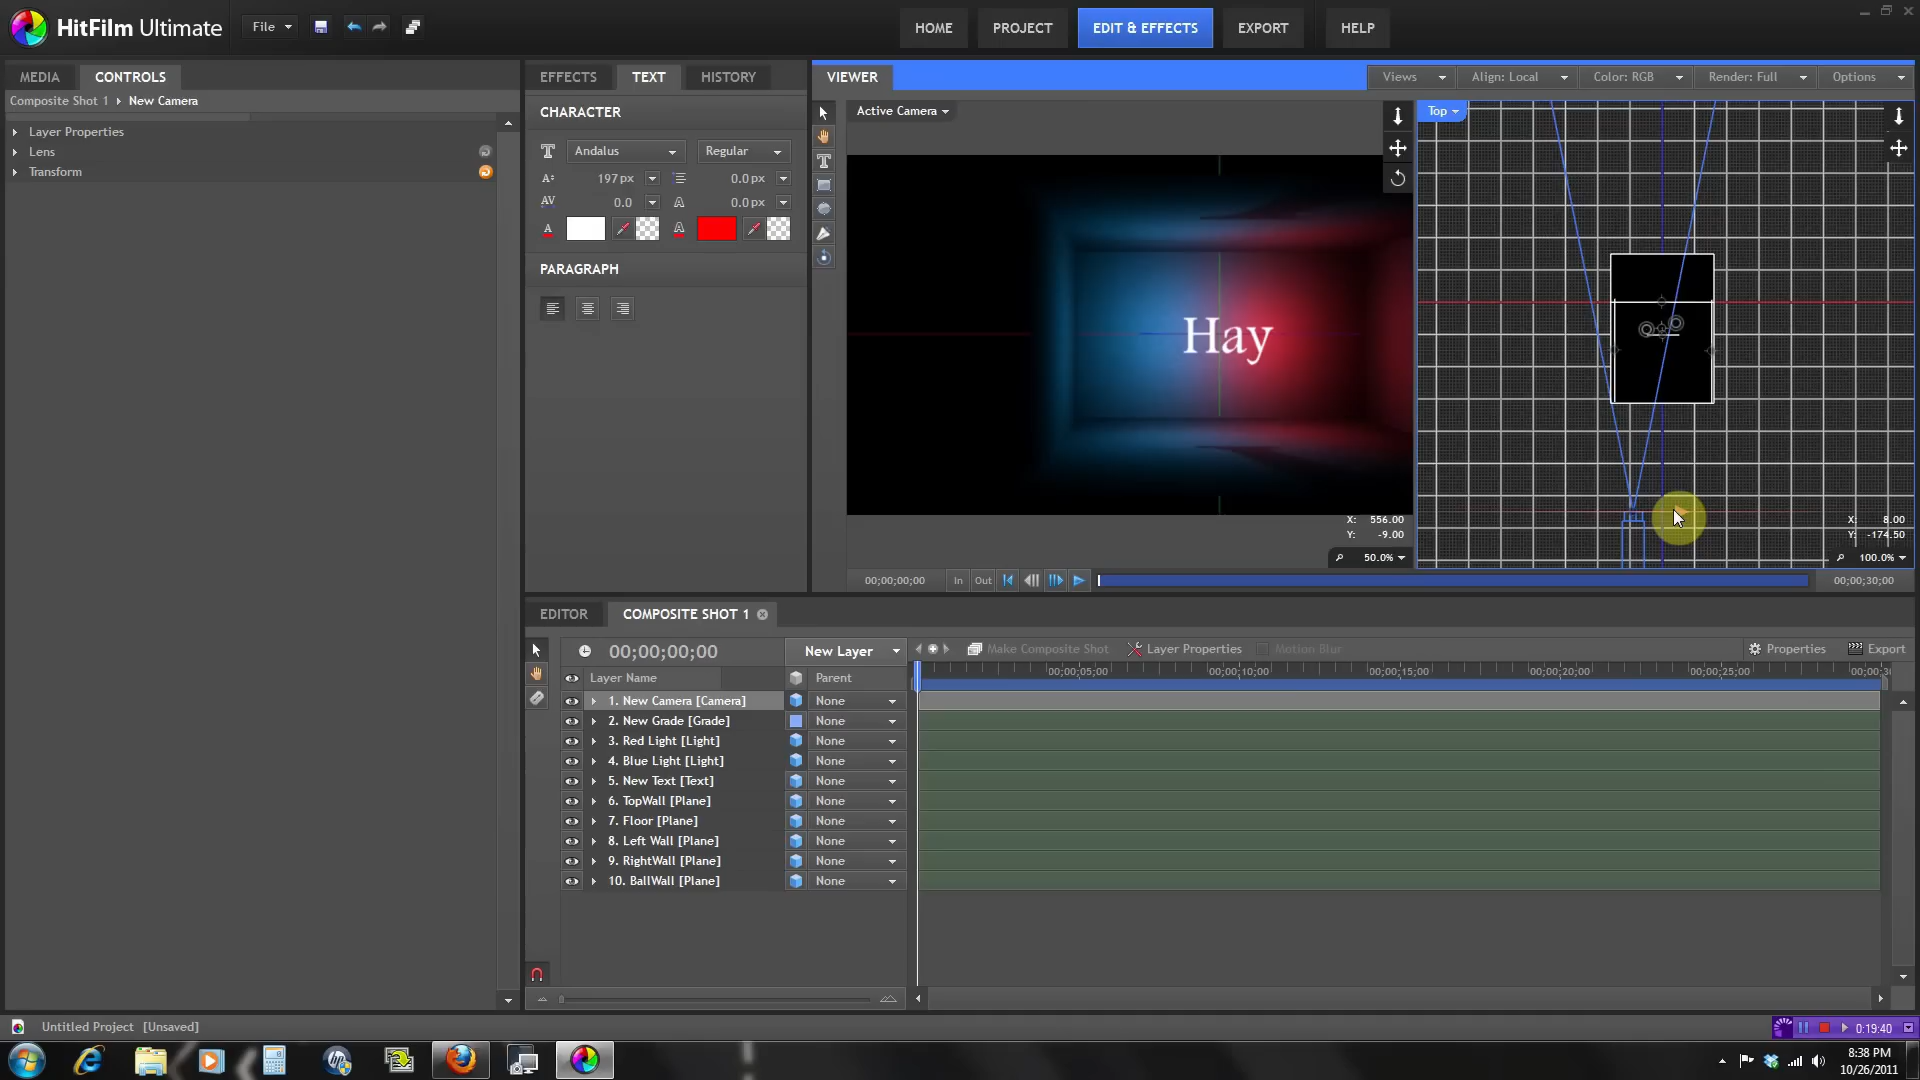 HitFilm Ultimate
File
HOME
PROJECT
EDIT & EFFECTS
EXPORT
HELP
MEDIA
CONTROLS
Composite Shot 1
New Camera
Layer Properties
Lens
Transform
EFFECTS
TEXT
HISTORY
CHARACTER
Andalus
Regular
197 px
0.0 px
AV
0.0
A
0.0 px
PARAGRAPH
VIEWER
Views
Align: Local
Color: RGB
Render: Full
Options
Active Camera
Top
Hay
X: 556.00
Y: -9.00
50.0%
X: 8.00
Y: -174.50
100.0%
00;00;00;00
In
Out
00;00;30;00
EDITOR
COMPOSITE SHOT 1
00;00;00;00
New Layer
Make Composite Shot
Layer Properties
Motion Blur
Properties
Export
Layer Name
Parent
00;00;05;00
00;00;10;00
00;00;15;00
00;00;20;00
00;00;25;00
00;00;3
1. New Camera [Camera]
None
2. New Grade [Grade]
None
3. Red Light [Light]
None
4. Blue Light [Light]
None
5. New Text [Text]
None
6. TopWall [Plane]
None
7. Floor [Plane]
None
8. Left Wall [Plane]
None
9. RightWall [Plane]
None
10. BallWall [Plane]
None
Untitled Project [Unsaved]
0:19:40
8:38 PM
10/26/2011